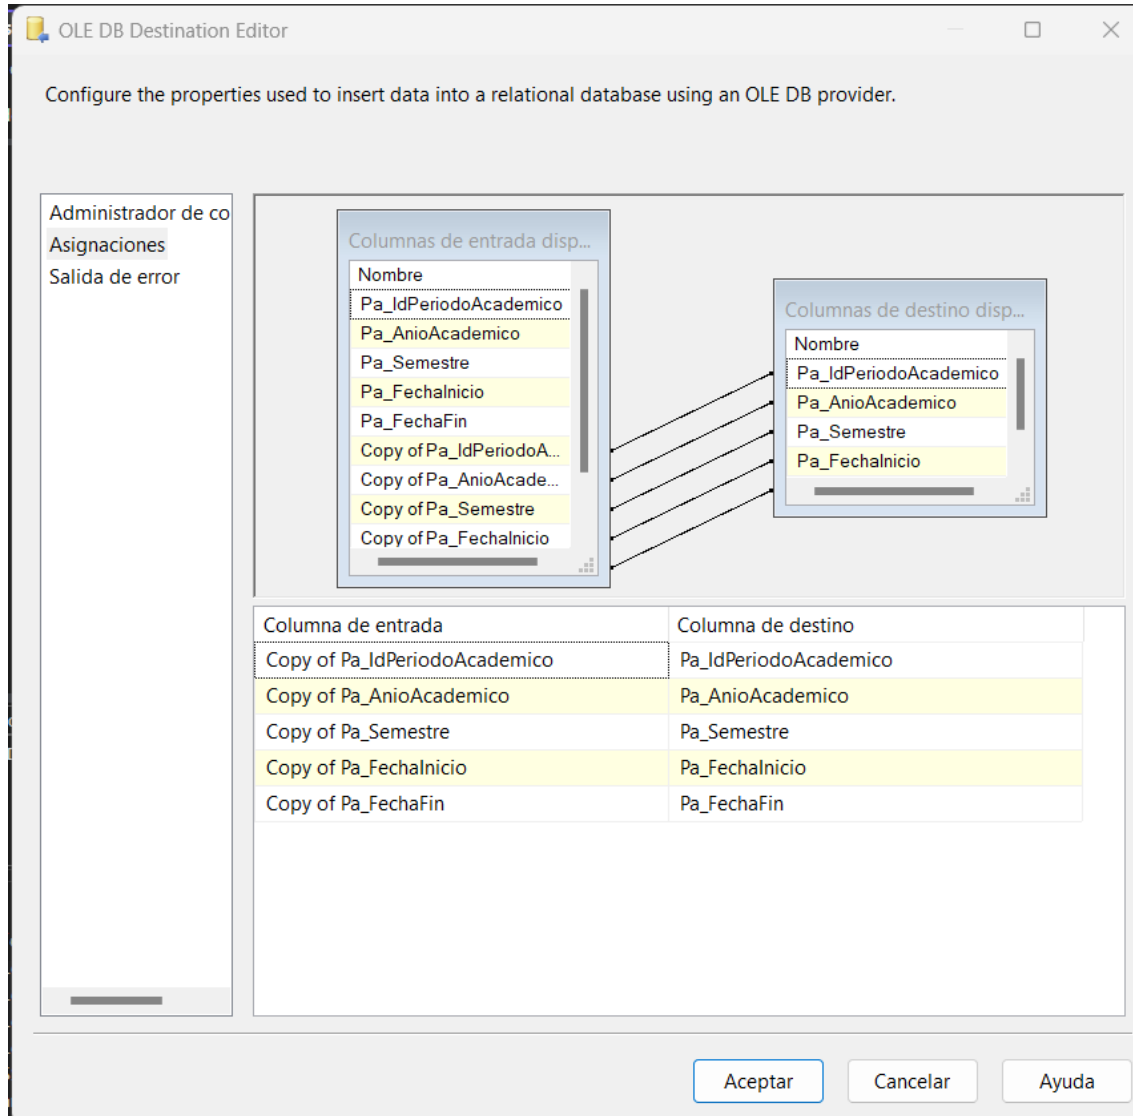 OLE DB Destination Editor
Configure the properties used to insert data into a relational database using an OLE DB provider.
Administrador de co
Asignaciones
Salida de error
Columnas de entrada disp...
Nombre
Pa_IdPeriodoAcademico
Pa_AnioAcademico
Pa_Semestre
Pa_FechaInicio
Pa_FechaFin
Copy of Pa_IdPeriodoA...
Copy of Pa_AnioAcade...
Copy of Pa_Semestre
Copy of Pa_FechaInicio
Columnas de destino disp...
Nombre
Pa_IdPeriodoAcademico
Pa_AnioAcademico
Pa_Semestre
Pa_FechaInicio
Columna de entrada Columna de destino
Copy of Pa_IdPeriodoAcademico Pa_IdPeriodoAcademico
Copy of Pa_AnioAcademico Pa_AnioAcademico
Copy of Pa_Semestre Pa_Semestre
Copy of Pa_FechaInicio Pa_FechaInicio
Copy of Pa_FechaFin Pa_FechaFin
Aceptar Cancelar Ayuda